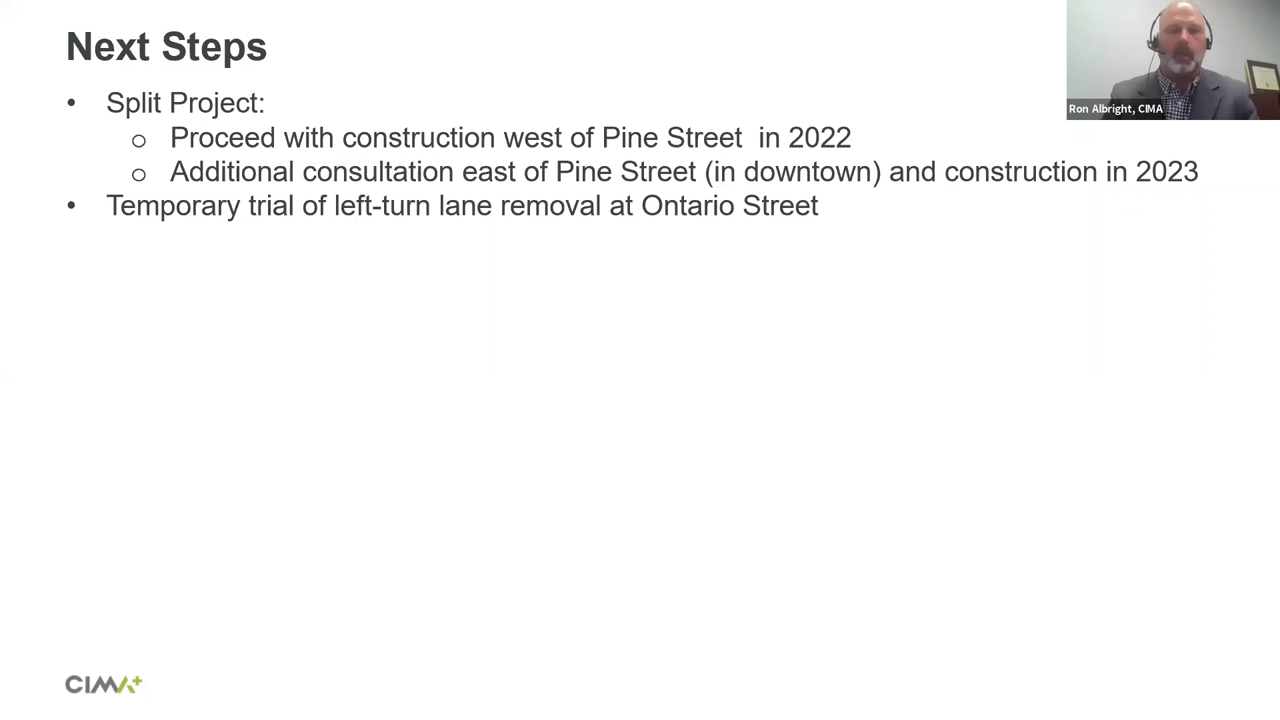 Next Steps
Ron Albright, CIMA
• Split Project:
o Proceed with construction west of Pine Street in 2022
o Additional consultation east of Pine Street (in downtown) and construction in 2023
• Temporary trial of left-turn lane removal at Ontario Street
CIMA+